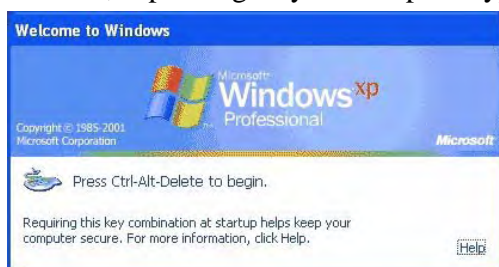 Welcome to Windows
Microsoft
Windows xp
Professional
Copyright © 1985-2001
Microsoft Corporation
Microsoft
Press Ctrl-Alt-Delete to begin.
Requiring this key combination at startup helps keep your
computer secure. For more information, click Help.
Help